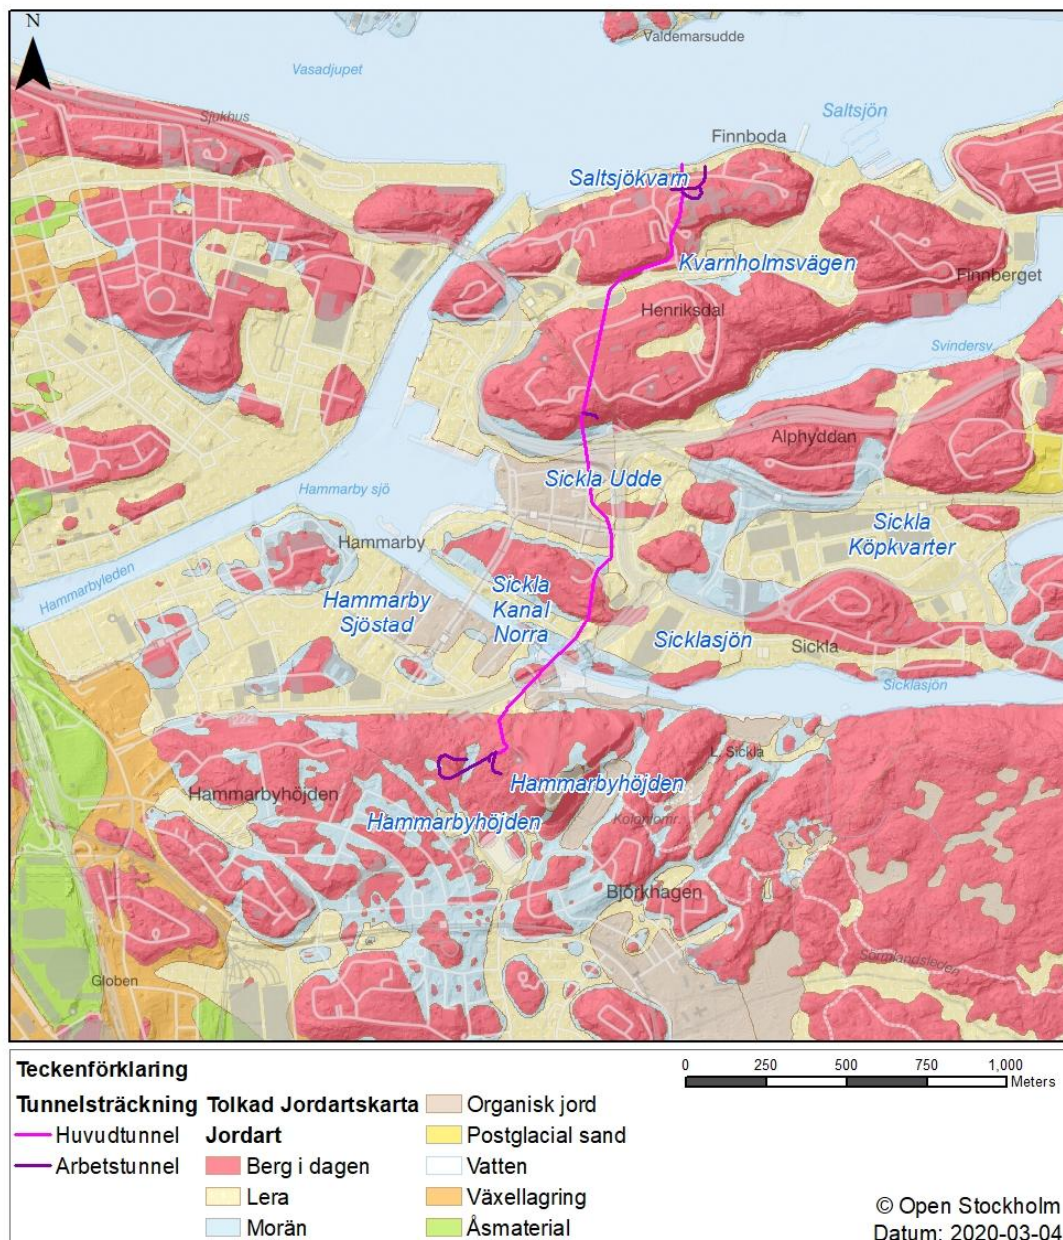 N
Valdemarsudde
Vasadjupet
Saltsjön
Sjukhus
Finnboda
Saltsjökvarn
Kvarnholmsvägen
Finnberget
Henriksdal
Svindersv.
Alphyddan
Sickla Udde
Hammarby sjö
Sickla
Köpkvarter
Hammarby
Hammarbyleden
Sickla
Kanal
Norra
Hammarby
Sjöstad
Sicklasjön
Sickla
Sicklasjön
222
L. Sickla
Hammarbyhöjden
Hammarbyhöjden
Hammarbyhöjden
Koloniomr.
Björkhagen
Sörmlandsleden
Globen
Teckenförklaring
Tunnelsträckning
Huvudtunnel
Arbetstunnel
Tolkad Jordartskarta
Jordart
Berg i dagen
Lera
Morän
Organisk jord
Postglacial sand
Vatten
Växellagring
Åsmaterial
0 250 500 750 1,000
Meters
© Open Stockholm
Datum: 2020-03-04